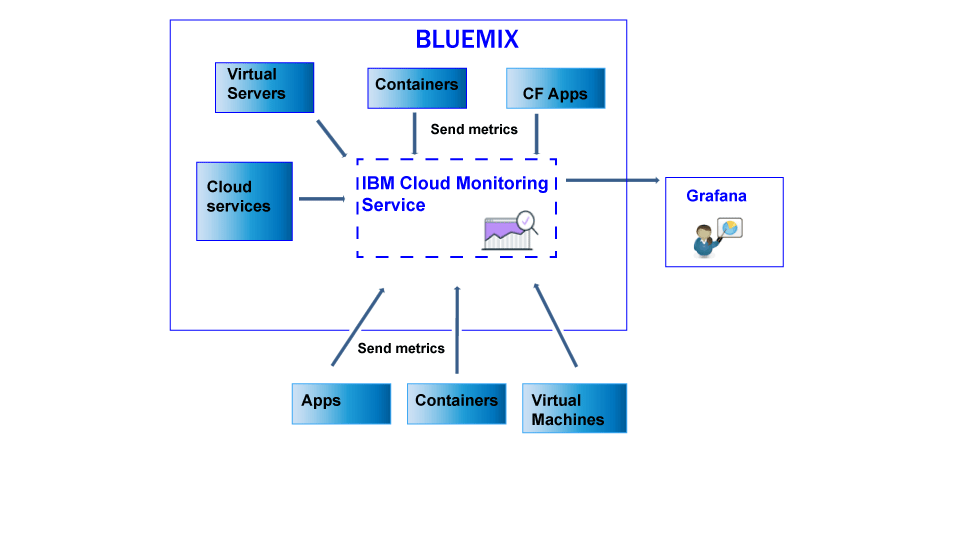 BLUEMIX
Virtual
Servers
Containers
CF Apps
Send metrics
Cloud
services
IBM Cloud Monitoring
Service
Grafana
Send metrics
Apps
Containers
Virtual
Machines